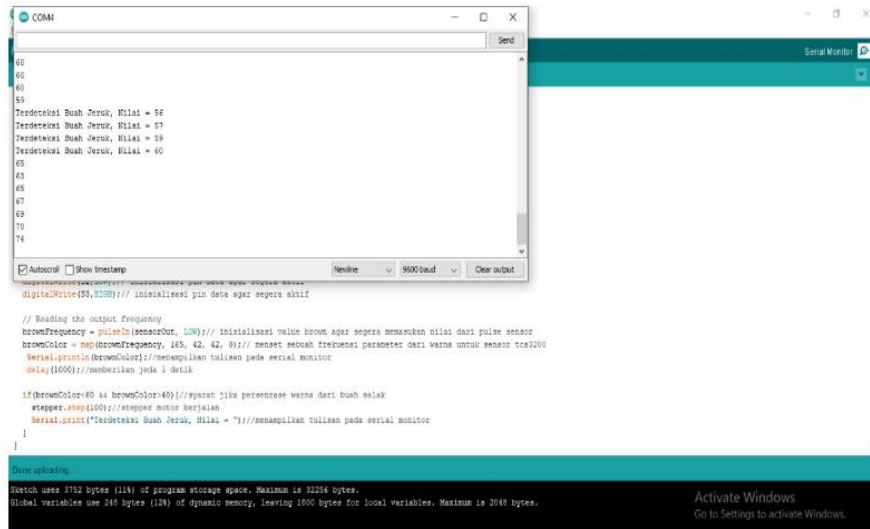 COM4
Send
Serial Monitor
60
60
60
59
Terdeteksi Buah Jeruk, Nilai = 56
Terdeteksi Buah Jeruk, Nilai = 57
Terdeteksi Buah Jeruk, Nilai = 59
Terdeteksi Buah Jeruk, Nilai = 60
65
63
65
67
69
70
74
Autoscroll Show timestamp Newline 9600 baud Clear output
digitalWrite(S3,HIGH);// inisialisasi pin data agar segera aktif
// Reading the output frequency
brownFrequency = pulseIn(sensorOut, LOW);// inisialisasi value brown agar segera memasukan nilai dari pulse sensor
brownColor = map(brownFrequency, 165, 42, 42, 0);// menset sebuah frekuensi parameter dari warna untuk sensor tcs3200
Serial.println(brownColor);//menampilkan tulisan pada serial monitor
delay(1000);//memberikan jeda 1 detik
if(brownColor<60 && brownColor>40){//syarat jika persenrase warna dari buah salak
stepper.step(100);//stepper motor berjalan
Serial.print("Terdeteksi Buah Jeruk, Nilai = ");//menampilkan tulisan pada serial monitor
}
}
Done uploading
Sketch uses 3752 bytes (11%) of program storage space. Maximum is 32256 bytes.
Global variables use 248 bytes (12%) of dynamic memory, leaving 1800 bytes for local variables. Maximum is 2048 bytes.
Activate Windows
Go to Settings to activate Windows.